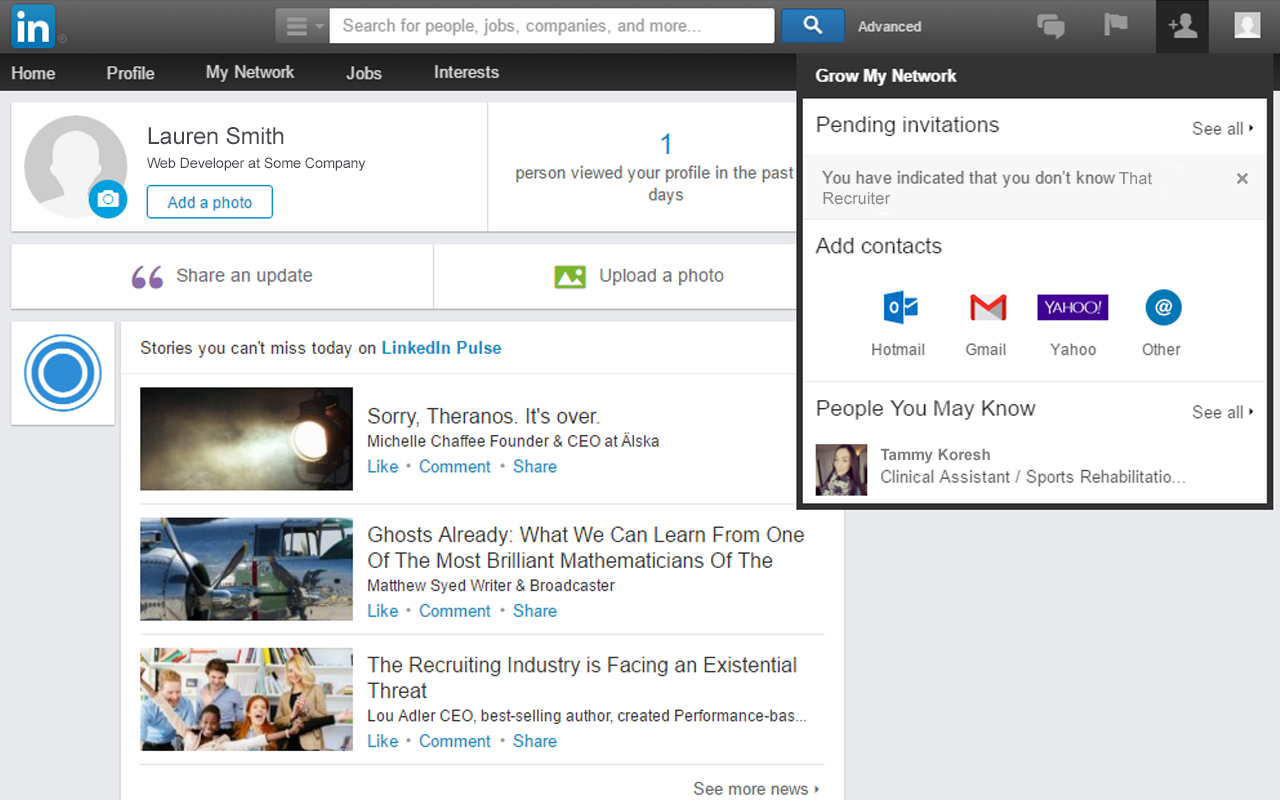 in ®
Search for people, jobs, companies, and more...
Advanced
Home Profile My Network Jobs Interests
Lauren Smith
Web Developer at Some Company
Add a photo
1
person viewed your profile in the past
days
Share an update
Upload a photo
Stories you can't miss today on LinkedIn Pulse
Sorry, Theranos. It's over.
Michelle Chaffee Founder & CEO at Älska
Like • Comment • Share
Ghosts Already: What We Can Learn From One
Of The Most Brilliant Mathematicians Of The
Matthew Syed Writer & Broadcaster
Like • Comment • Share
The Recruiting Industry is Facing an Existential
Threat
Lou Adler CEO, best-selling author, created Performance-bas...
Like • Comment • Share
See more news
Grow My Network
Pending invitations
See all
You have indicated that you don't know That
Recruiter
Add contacts
YAHOO!
@
Hotmail Gmail Yahoo Other
People You May Know
See all
Tammy Koresh
Clinical Assistant / Sports Rehabilitatio...